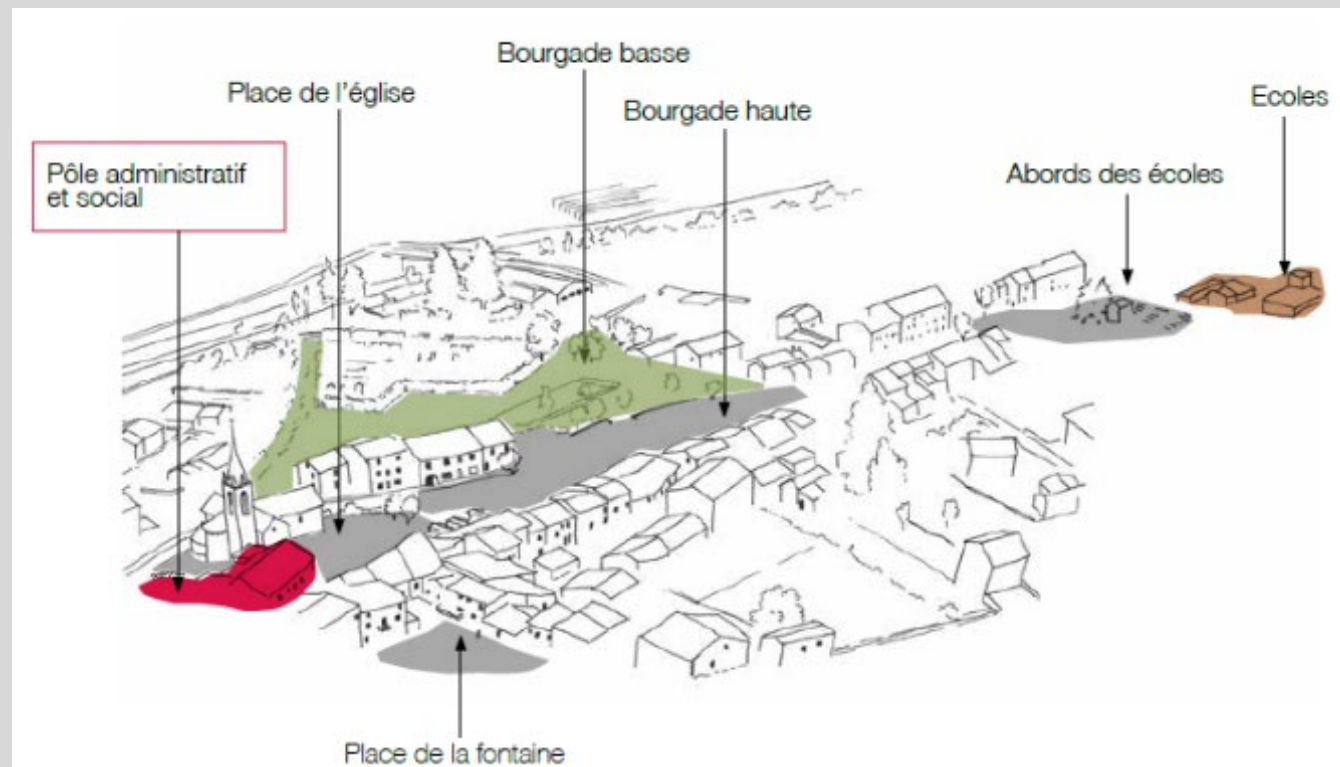 Bourgade basse
Place de l'église
Bourgade haute
Ecoles
Pôle administratif
et social
Abords des écoles
Place de la fontaine